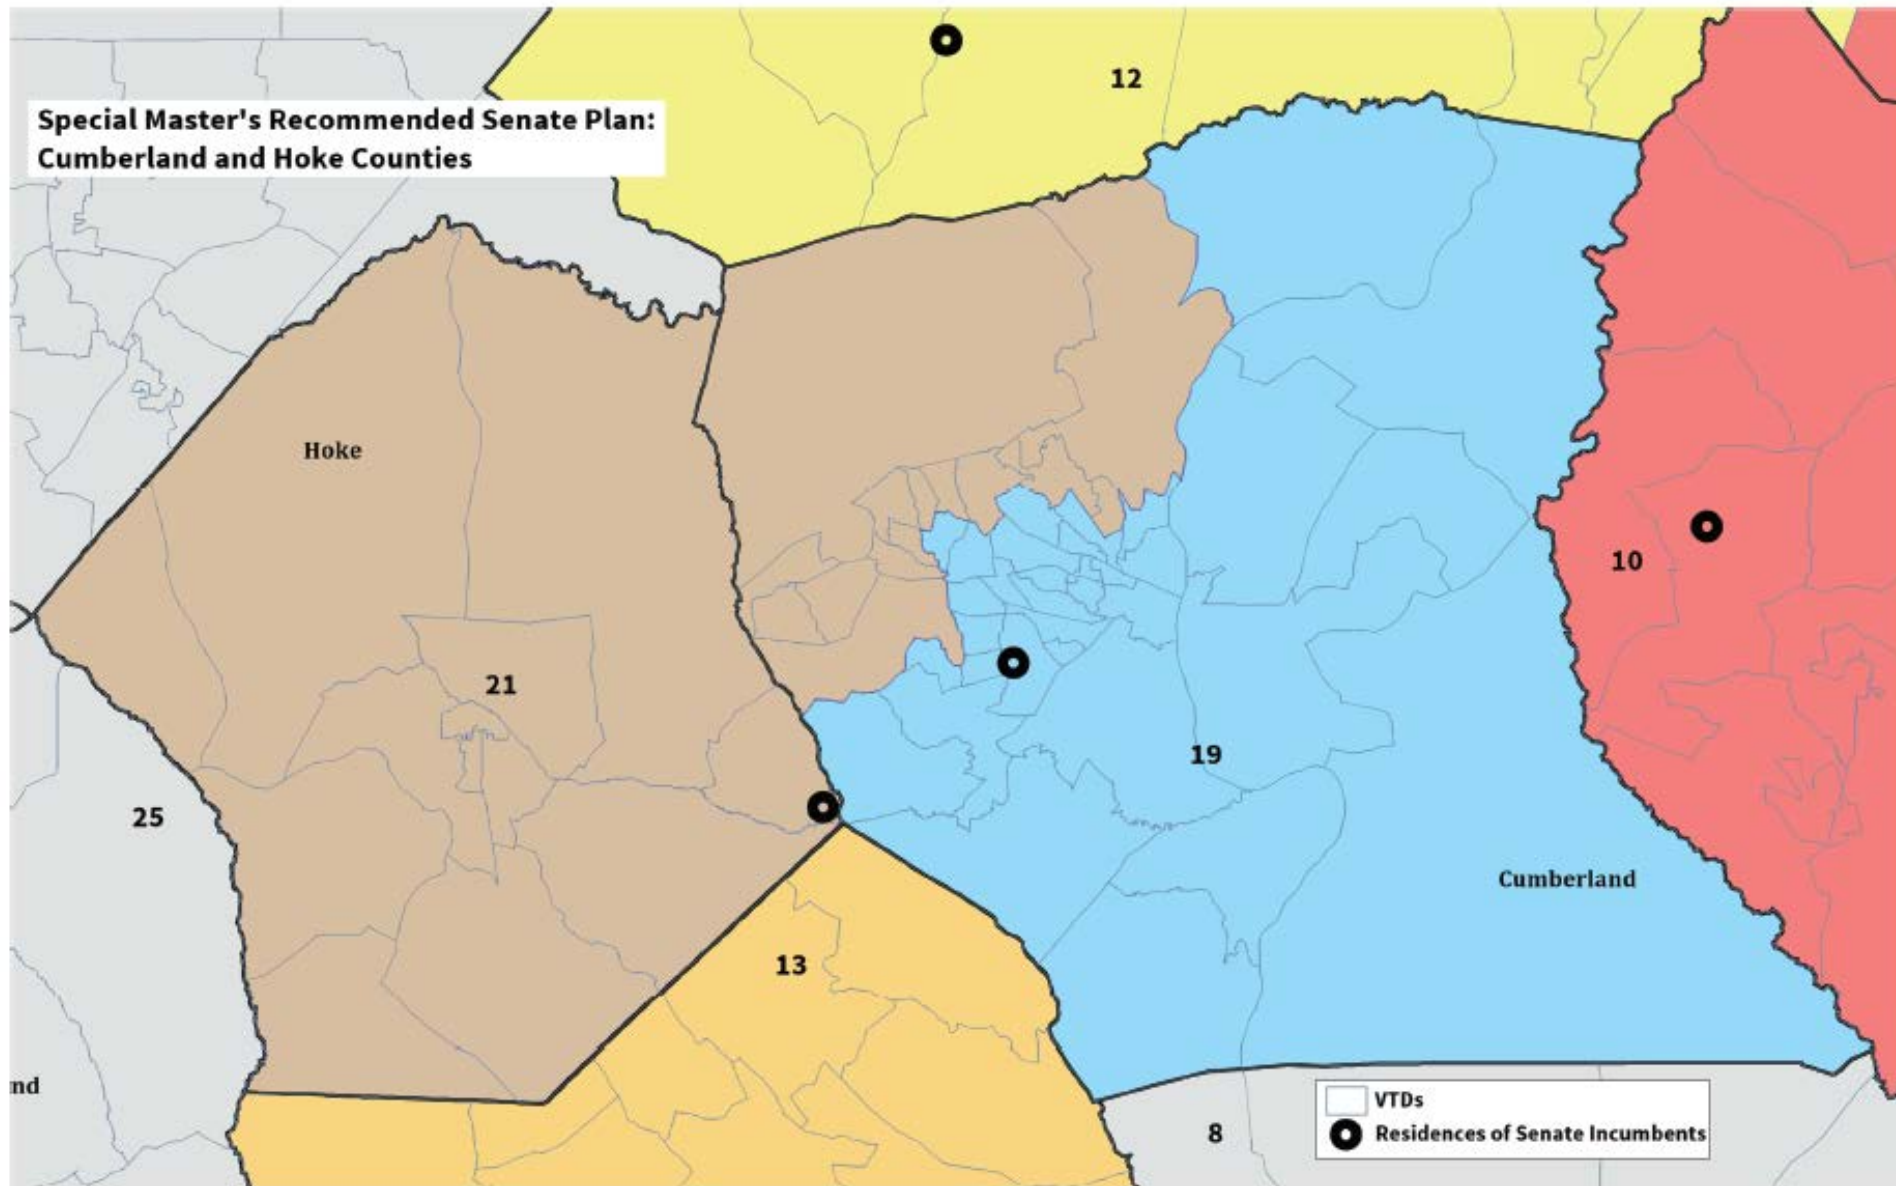 12
Special Master's Recommended Senate Plan:
Cumberland and Hoke Counties
Hoke
10
21
19
25
Cumberland
13
nd
VTDs
8
Residences of Senate Incumbents